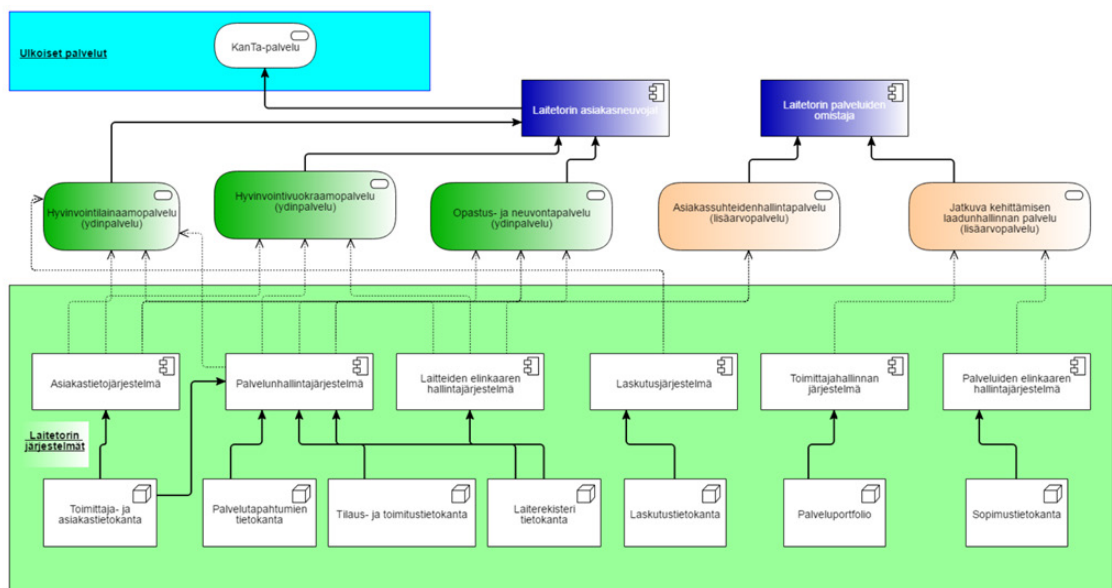 KanTa-palvelu
Ulkoiset palvelut
Laitetorin asiakasneuvojat
Laitetorin palveluiden
omistaja
Hyvinvointilainaamopalvelu
(ydinpalvelu)
Hyvinvointivuokraamopalvelu
(ydinpalvelu)
Opastus- ja neuvontapalvelu
(ydinpalvelu)
Asiakassuhteidenhallintapalvelu
(lisäarvopalvelu)
Jatkuva kehittämisen
laadunhallinnan palvelu
(lisäarvopalvelu)
Asiakastietojärjestelmä
Palvelunhallintajärjestelmä
Laitteiden elinkaaren
hallintajärjestelmä
Laskutusjärjestelmä
Toimittajahallinnan
järjestelmä
Palveluiden elinkaaren
hallintajärjestelmä
Laitetorin
järjestelmät
Toimittaja- ja
asiakastietokanta
Palvelutapahtumien
tietokanta
Tilaus- ja toimitustietokanta
Laiterekisteri
tietokanta
Laskutustietokanta
Palveluportfolio
Sopimustietokanta